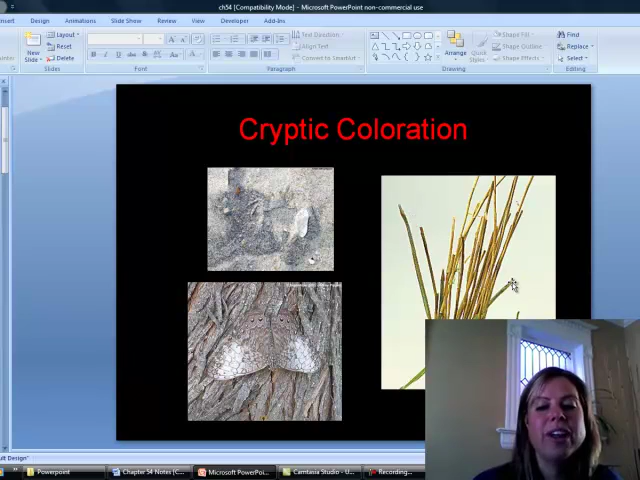 ch54 [Compatibility Mode] - Microsoft PowerPoint non-commercial use
Insert Design Animations Slide Show Review View Developer Add-Ins
New
Slide
Layout
Reset
Delete
Slides
Font
Paragraph
Text Direction
Align Text
Convert to SmartArt
Arrange
Quick
Styles
Shape Fill
Shape Outline
Shape Effects
Drawing
Find
Replace
Select
Editing
Cryptic Coloration
ult Design"
Powerpoint
Chapter 54 Notes [C...
Microsoft PowerPoi...
Camtasia Studio - U...
Recording...